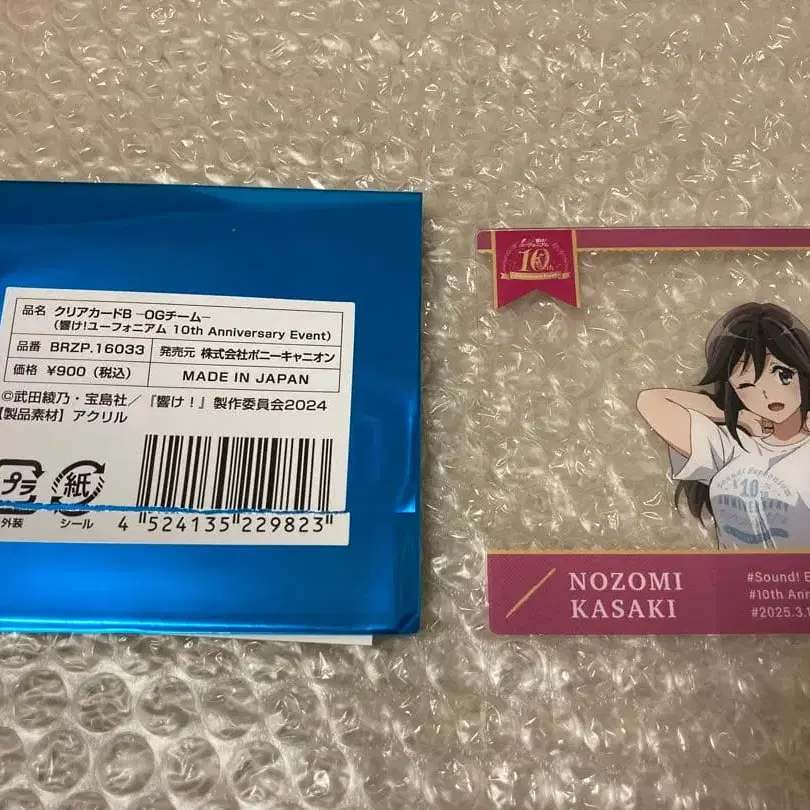 品名 クリアカードB –OGチーム–
(響け!ユーフォニアム 10th Anniversary Event)
品番 BRZP.16033 発売元 株式会社ポニーキャニオン
価格 ¥900 (税込) MADE IN JAPAN
©武田綾乃・宝島社/『響け!』製作委員会2024
【製品素材】アクリル
プラ
外装
紙
シール
4 524135 229823
10th
Sound! Euphonium
10th
ANNIVERSARY
NOZOMI
KASAKI
#Sound! E
#10th Ann
#2025.3.1